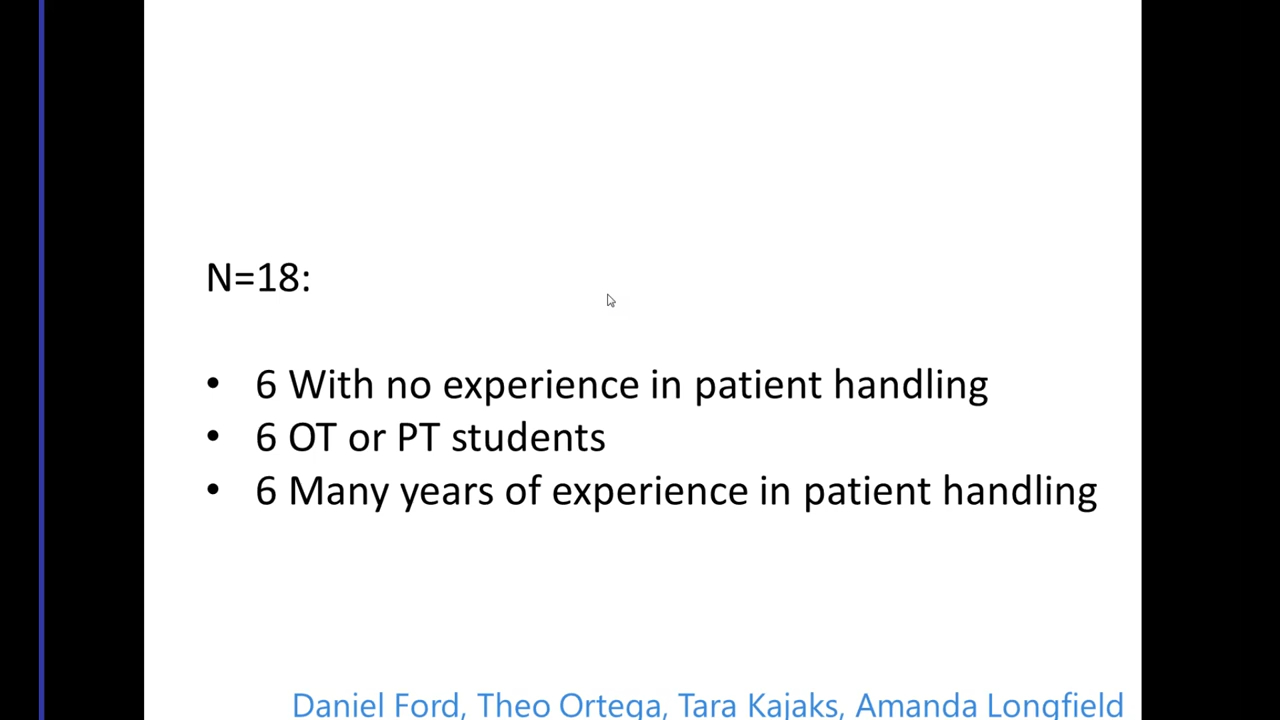 N=18:
• 6 With no experience in patient handling
• 6 OT or PT students
• 6 Many years of experience in patient handling
Daniel Ford, Theo Ortega, Tara Kajaks, Amanda Longfield